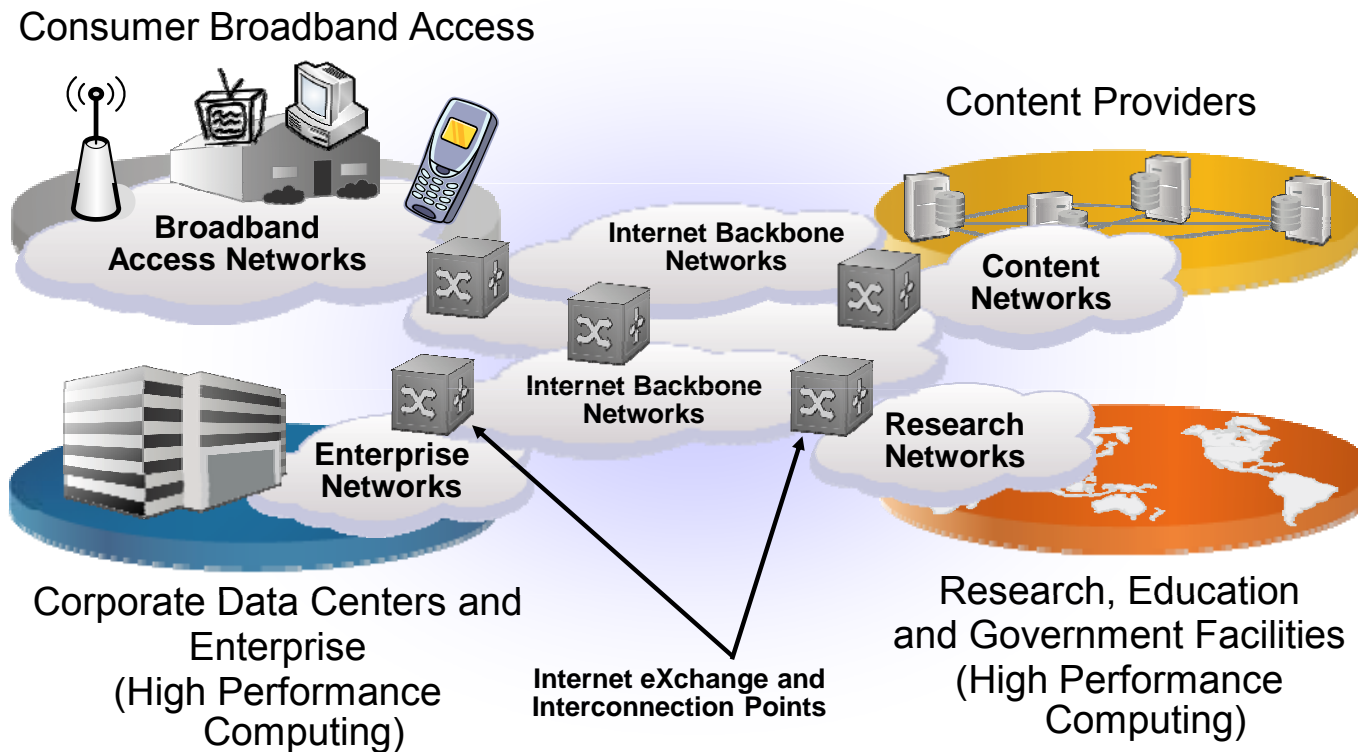 Consumer Broadband Access
Content Providers
Broadband
Access Networks
Internet Backbone
Networks
Content
Networks
Internet Backbone
Networks
Enterprise
Networks
Research
Networks
Corporate Data Centers and
Enterprise
(High Performance
Computing)
Internet eXchange and
Interconnection Points
Research, Education
and Government Facilities
(High Performance
Computing)